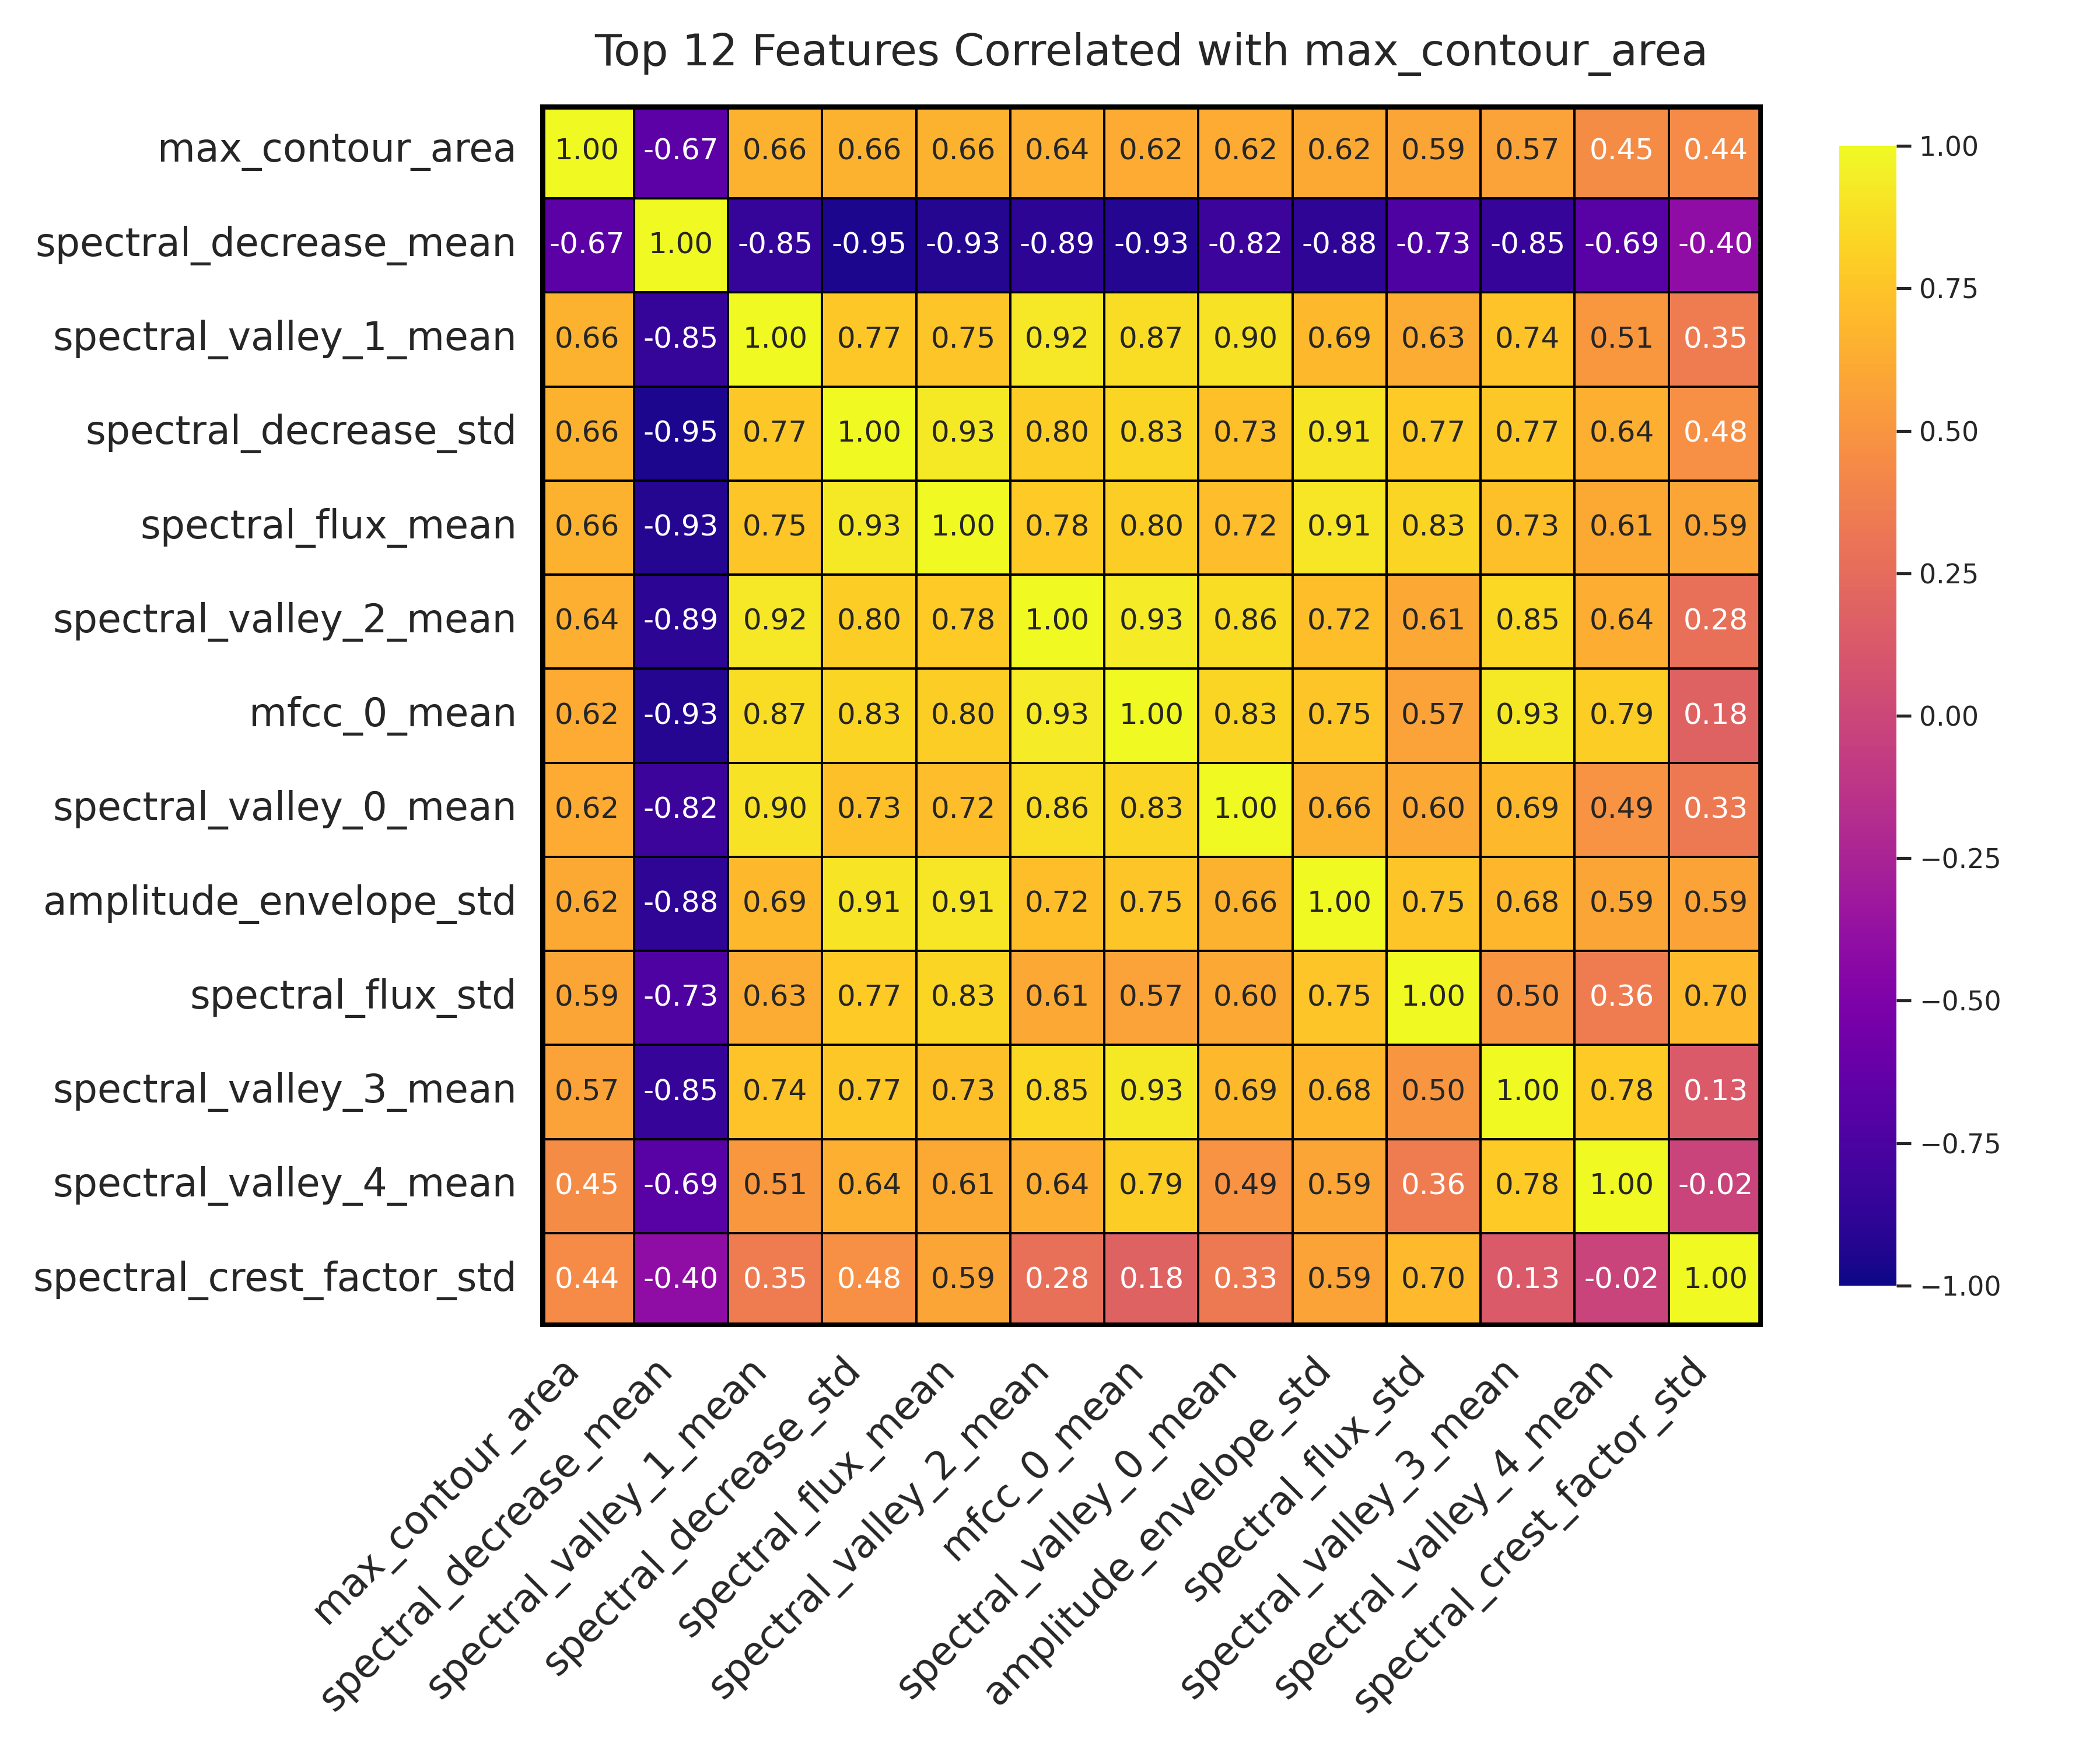 Top 12 Features Correlated with max_contour_area
max_contour_area 1.00 -0.67 0.66 0.66 0.66 0.64 0.62 0.62 0.62 0.59 0.57 0.45 0.44
spectral_decrease_mean -0.67 1.00 -0.85 -0.95 -0.93 -0.89 -0.93 -0.82 -0.88 -0.73 -0.85 -0.69 -0.40
spectral_valley_1_mean 0.66 -0.85 1.00 0.77 0.75 0.92 0.87 0.90 0.69 0.63 0.74 0.51 0.35
spectral_decrease_std 0.66 -0.95 0.77 1.00 0.93 0.80 0.83 0.73 0.91 0.77 0.77 0.64 0.48
spectral_flux_mean 0.66 -0.93 0.75 0.93 1.00 0.78 0.80 0.72 0.91 0.83 0.73 0.61 0.59
spectral_valley_2_mean 0.64 -0.89 0.92 0.80 0.78 1.00 0.93 0.86 0.72 0.61 0.85 0.64 0.28
mfcc_0_mean 0.62 -0.93 0.87 0.83 0.80 0.93 1.00 0.83 0.75 0.57 0.93 0.79 0.18
spectral_valley_0_mean 0.62 -0.82 0.90 0.73 0.72 0.86 0.83 1.00 0.66 0.60 0.69 0.49 0.33
amplitude_envelope_std 0.62 -0.88 0.69 0.91 0.91 0.72 0.75 0.66 1.00 0.75 0.68 0.59 0.59
spectral_flux_std 0.59 -0.73 0.63 0.77 0.83 0.61 0.57 0.60 0.75 1.00 0.50 0.36 0.70
spectral_valley_3_mean 0.57 -0.85 0.74 0.77 0.73 0.85 0.93 0.69 0.68 0.50 1.00 0.78 0.13
spectral_valley_4_mean 0.45 -0.69 0.51 0.64 0.61 0.64 0.79 0.49 0.59 0.36 0.78 1.00 -0.02
spectral_crest_factor_std 0.44 -0.40 0.35 0.48 0.59 0.28 0.18 0.33 0.59 0.70 0.13 -0.02 1.00
max_contour_area
spectral_decrease_mean
spectral_valley_1_mean
spectral_decrease_std
spectral_flux_mean
spectral_valley_2_mean
mfcc_0_mean
spectral_valley_0_mean
amplitude_envelope_std
spectral_flux_std
spectral_valley_3_mean
spectral_valley_4_mean
spectral_crest_factor_std
1.00
0.75
0.50
0.25
0.00
−0.25
−0.50
−0.75
−1.00